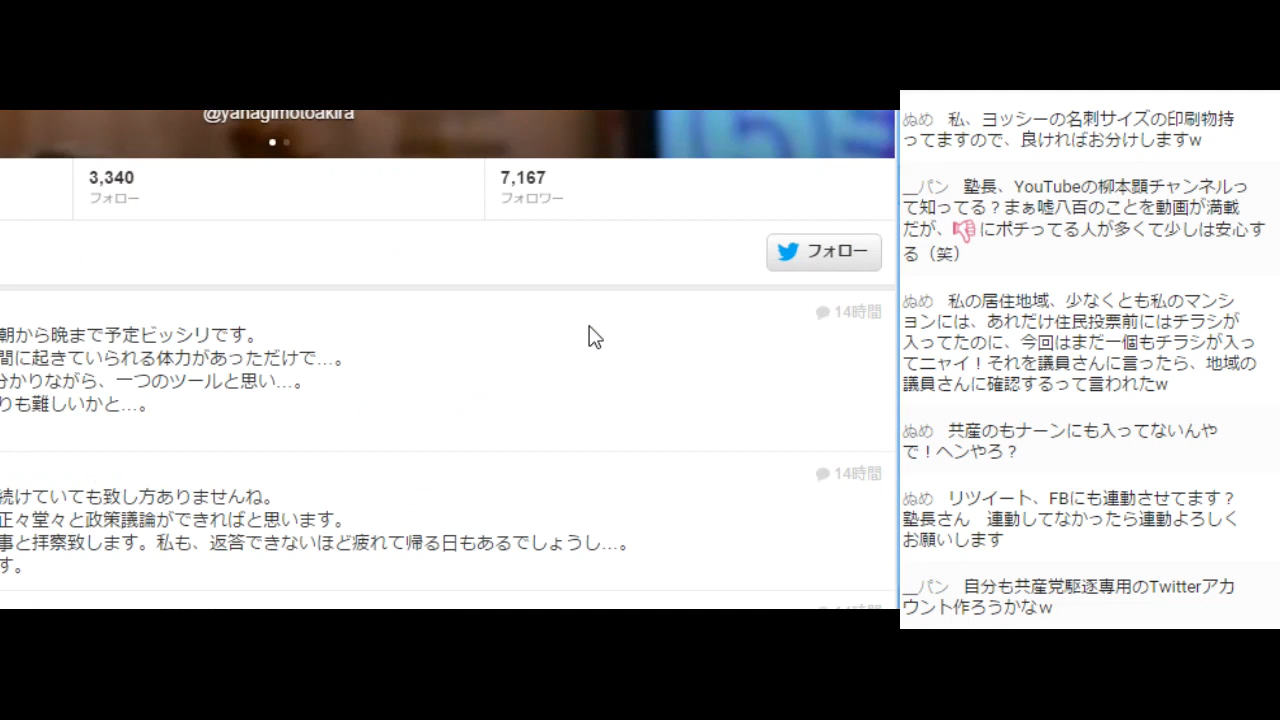 @yanagimotoakira
3,340
フォロー
7,167
フォロワー
フォロー
14時間
朝から晩まで予定ビッシリです。
間に起きていられる体力があっただけで…。
分かりながら、一つのツールと思い…。
りも難しいかと…。
14時間
続けていても致し方ありませんね。
正々堂々と政策議論ができればと思います。
事と拝察致します。私も、返答できないほど疲れて帰る日もあるでしょうし…。
す。
ぬめ 私、ヨッシーの名刺サイズの印刷物持
ってますので、良ければお分けしますw
__パン 塾長、YouTubeの柳本顕チャンネルっ
て知ってる？まぁ嘘八百のことを動画が満載
だが、👎にポチってる人が多くて少しは安心す
る（笑）
ぬめ 私の居住地域、少なくとも私のマンシ
ョンには、あれだけ住民投票前にはチラシが
入ってたのに、今回はまだ一個もチラシが入っ
てニャイ！それを議員さんに言ったら、地域の
議員さんに確認するって言われたw
ぬめ 共産のもナーンにも入ってないんや
で！ヘンやろ？
ぬめ リツイート、FBにも連動させてます？
塾長さん 連動してなかったら連動よろしく
お願いします
__パン 自分も共産党駆逐専用のTwitterアカ
ウント作ろうかなｗ